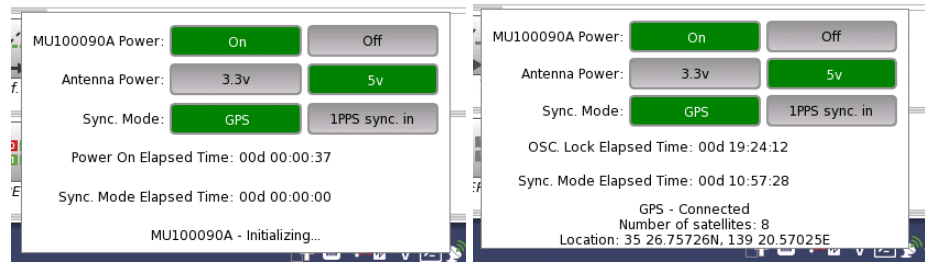 MU100090A Power: On Off
Antenna Power: 3.3v 5v
Sync. Mode: GPS 1PPS sync. in
Power On Elapsed Time: 00d 00:00:37
Sync. Mode Elapsed Time: 00d 00:00:00
MU100090A - Initializing...
MU100090A Power: On Off
Antenna Power: 3.3v 5v
Sync. Mode: GPS 1PPS sync. in
OSC. Lock Elapsed Time: 00d 19:24:12
Sync. Mode Elapsed Time: 00d 10:57:28
GPS - Connected
Number of satellites: 8
Location: 35 26.75726N, 139 20.57025E